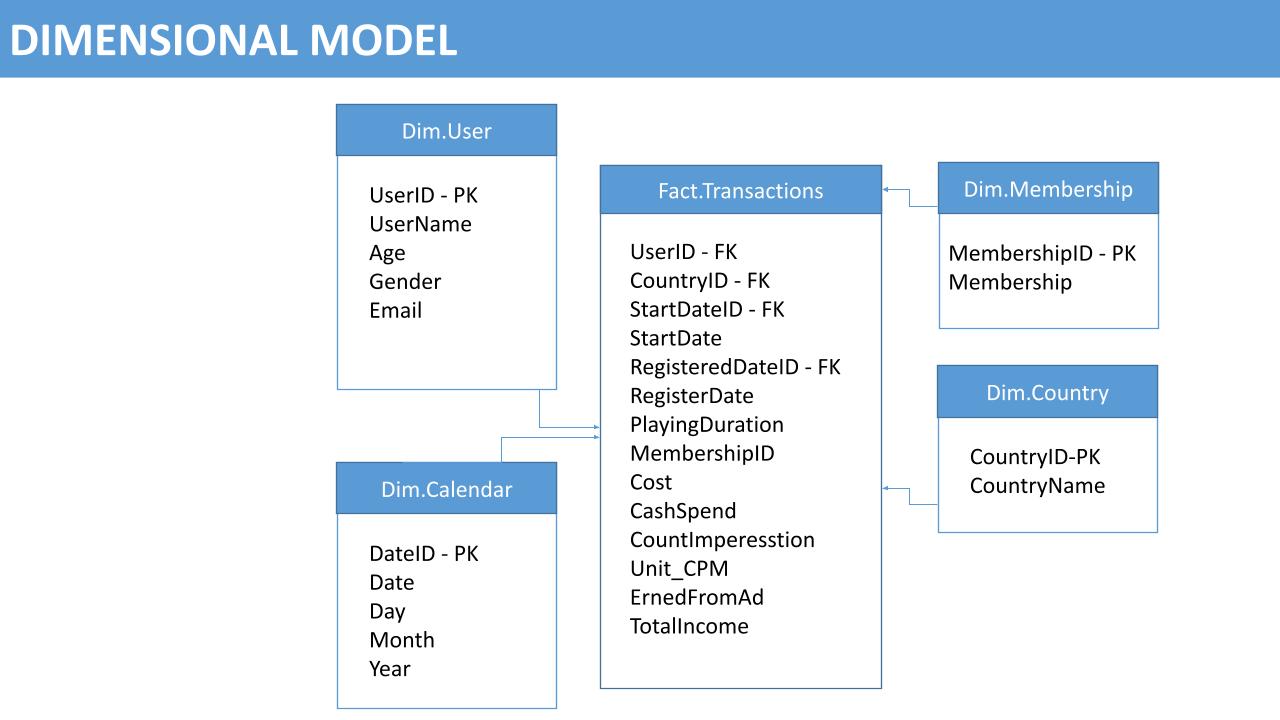 DIMENSIONAL MODEL
Dim.User
UserID - PK
UserName
Age
Gender
Email
Dim.Calendar
DateID - PK
Date
Day
Month
Year
Fact.Transactions
UserID - FK
CountryID - FK
StartDateID - FK
StartDate
RegisteredDateID - FK
RegisterDate
PlayingDuration
MembershipID
Cost
CashSpend
CountImperesstion
Unit_CPM
ErnedFromAd
TotalIncome
Dim.Membership
MembershipID - PK
Membership
Dim.Country
CountryID-PK
CountryName